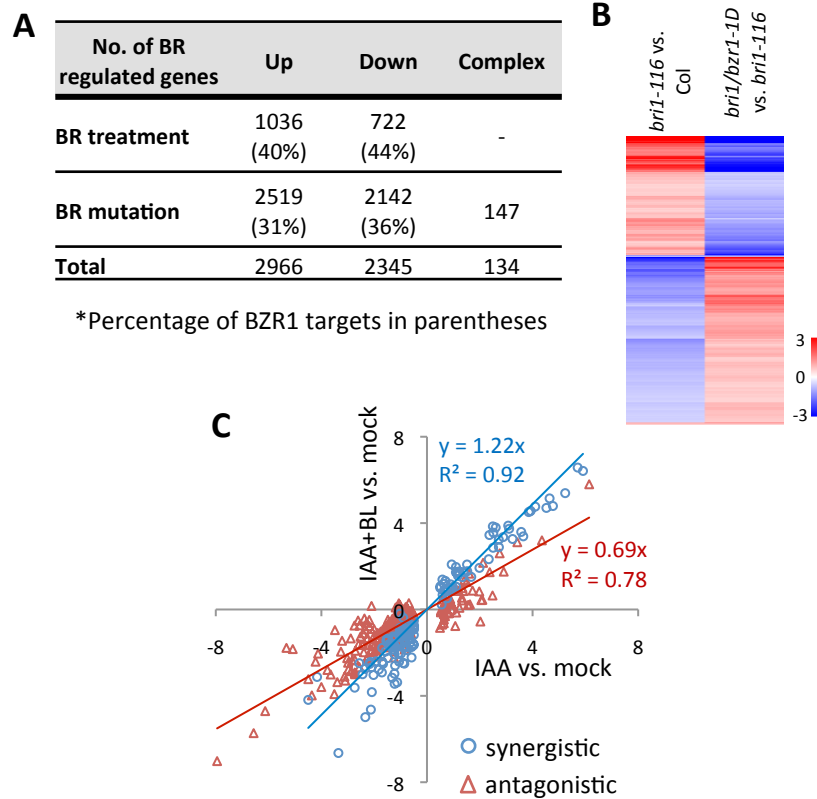 A
No. of BR regulated genes Up Down Complex
BR treatment 1036 (40%) 722 (44%) -
BR mutation 2519 (31%) 2142 (36%) 147
Total 2966 2345 134
*Percentage of BZR1 targets in parentheses
B
bri1-116 vs. Col
bri1/bzr1-1D vs. bri1-116
3
0
-3
C
IAA+BL vs. mock
8
4
0
-4
-8
-8 -4 0 4 8
IAA vs. mock
y = 1.22x
R² = 0.92
y = 0.69x
R² = 0.78
synergistic
antagonistic